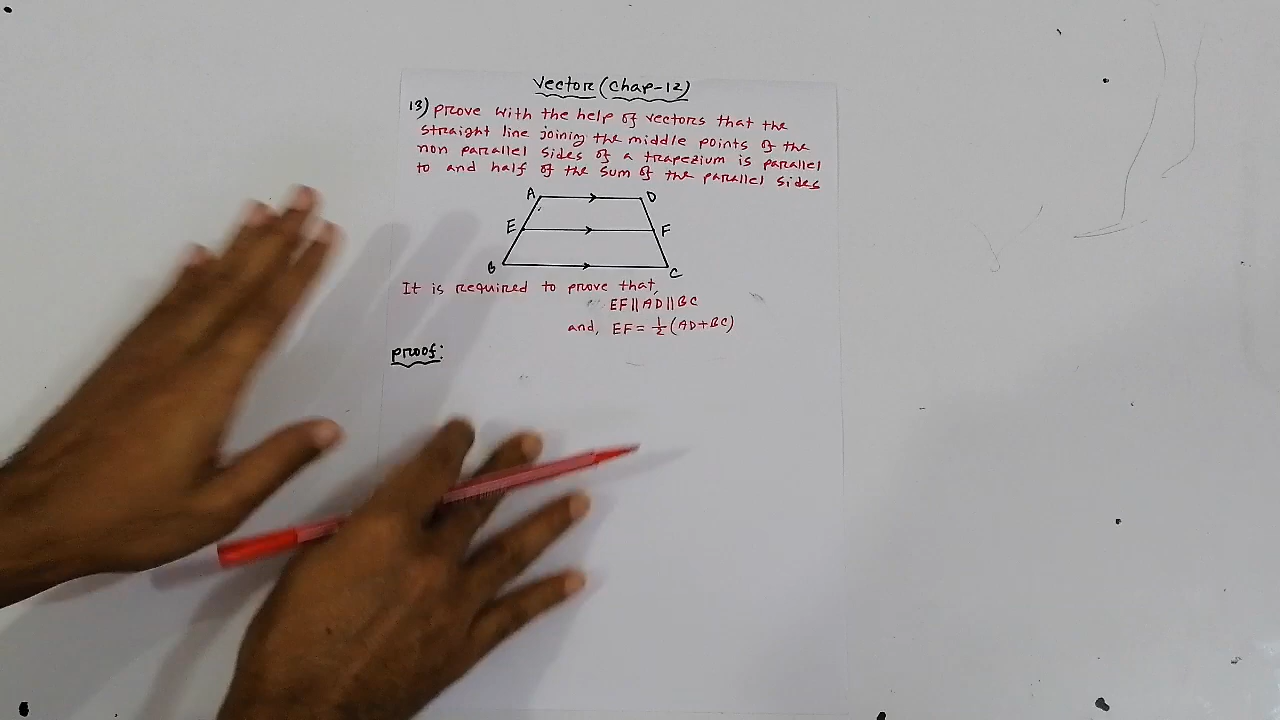 Vector (Chap-12)
13) Prove with the help of vectors that the
straight line joining the middle points of the
non parallel sides of a trapezium is parallel
to and half of the sum of the parallel sides
A D
E F
B C
It is required to prove that,
EF||AD||BC
and, EF = 1/2 (AD+BC)
Proof: